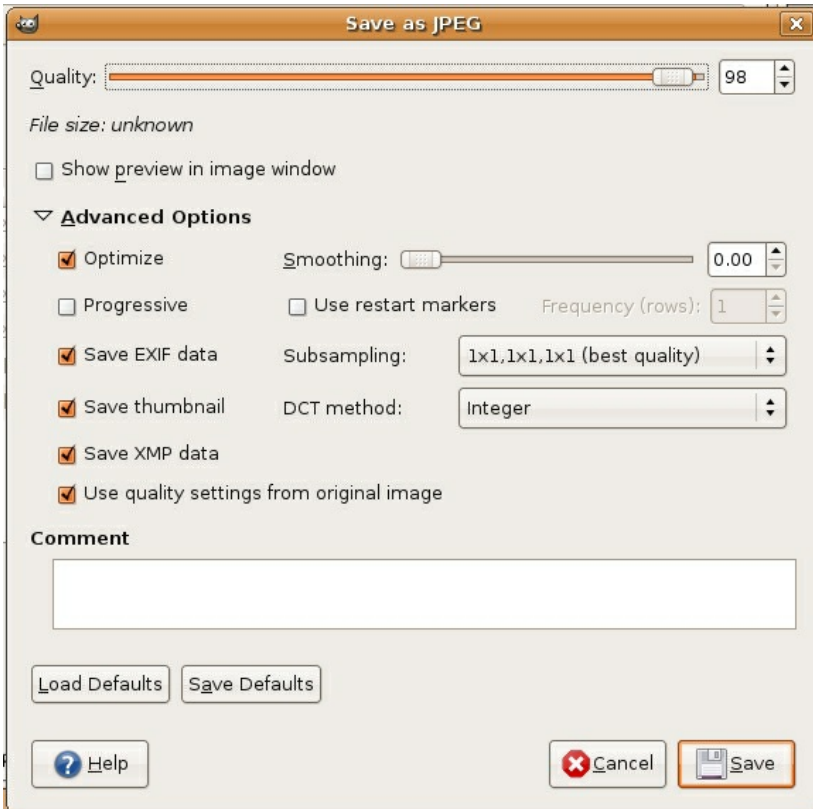 Save as JPEG
Quality: 98
File size: unknown
Show preview in image window
Advanced Options
Optimize Smoothing: 0.00
Progressive Use restart markers Frequency (rows): 1
Save EXIF data Subsampling: 1x1,1x1,1x1 (best quality)
Save thumbnail DCT method: Integer
Save XMP data
Use quality settings from original image
Comment
Load Defaults Save Defaults
Help Cancel Save